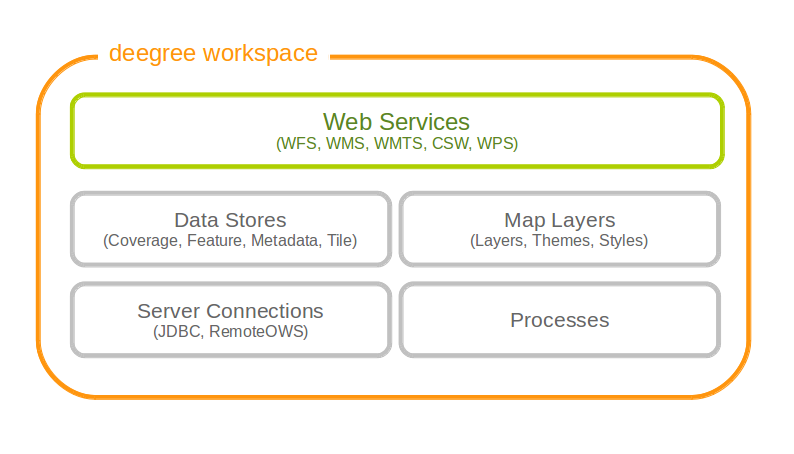 deegree workspace
Web Services
(WFS, WMS, WMTS, CSW, WPS)
Data Stores
(Coverage, Feature, Metadata, Tile)
Map Layers
(Layers, Themes, Styles)
Server Connections
(JDBC, RemoteOWS)
Processes